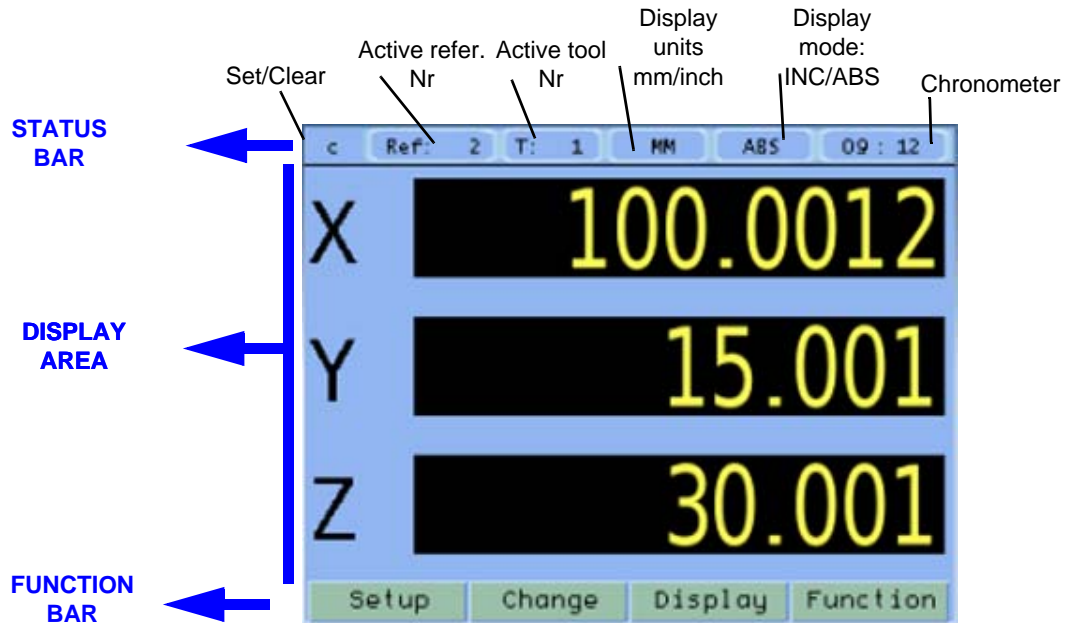 Display
units
mm/inch
Display
mode:
INC/ABS
Active refer.
Nr
Active tool
Nr
Set/Clear
Chronometer
STATUS
BAR
c Ref: 2 T: 1 MM ABS 09 : 12
X 100.0012
DISPLAY
AREA
Y 15.001
Z 30.001
FUNCTION
BAR
Setup Change Display Function